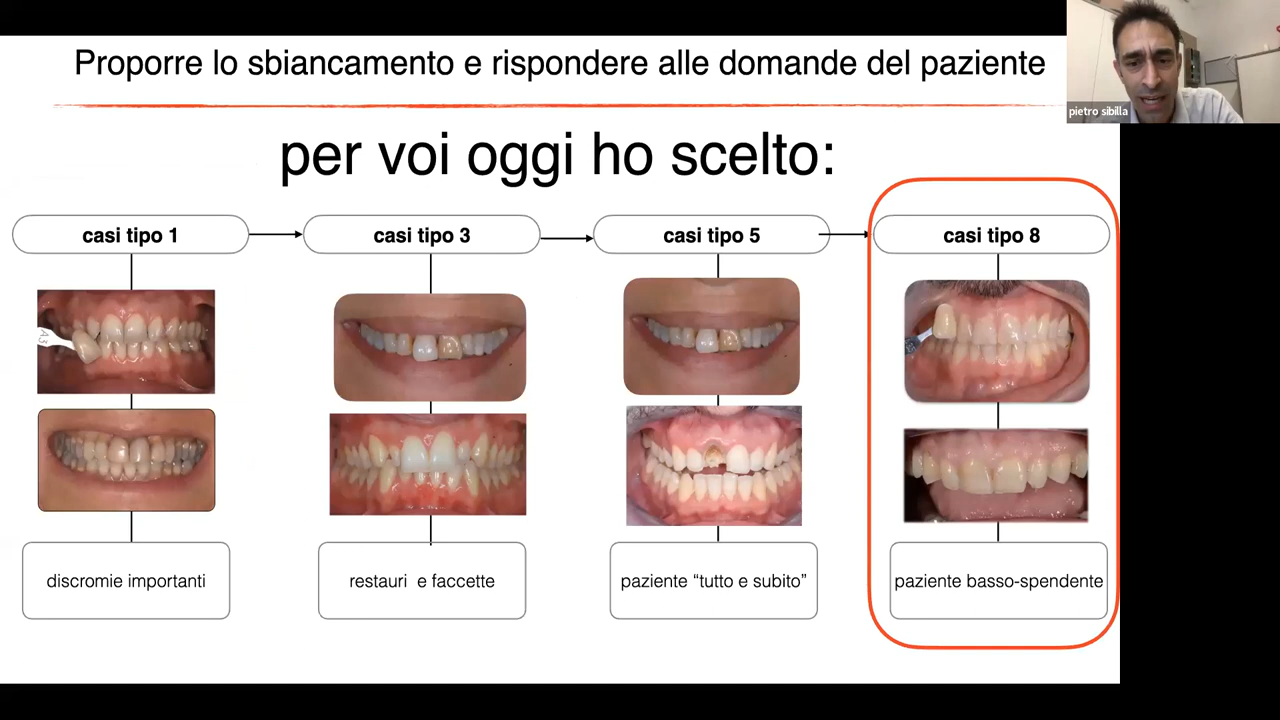 Proporre lo sbiancamento e rispondere alle domande del paziente
pietro sibilla
per voi oggi ho scelto:
casi tipo 1
casi tipo 3
casi tipo 5
casi tipo 8
A3
discromie importanti
restauri e faccette
paziente “tutto e subito”
paziente basso-spendente